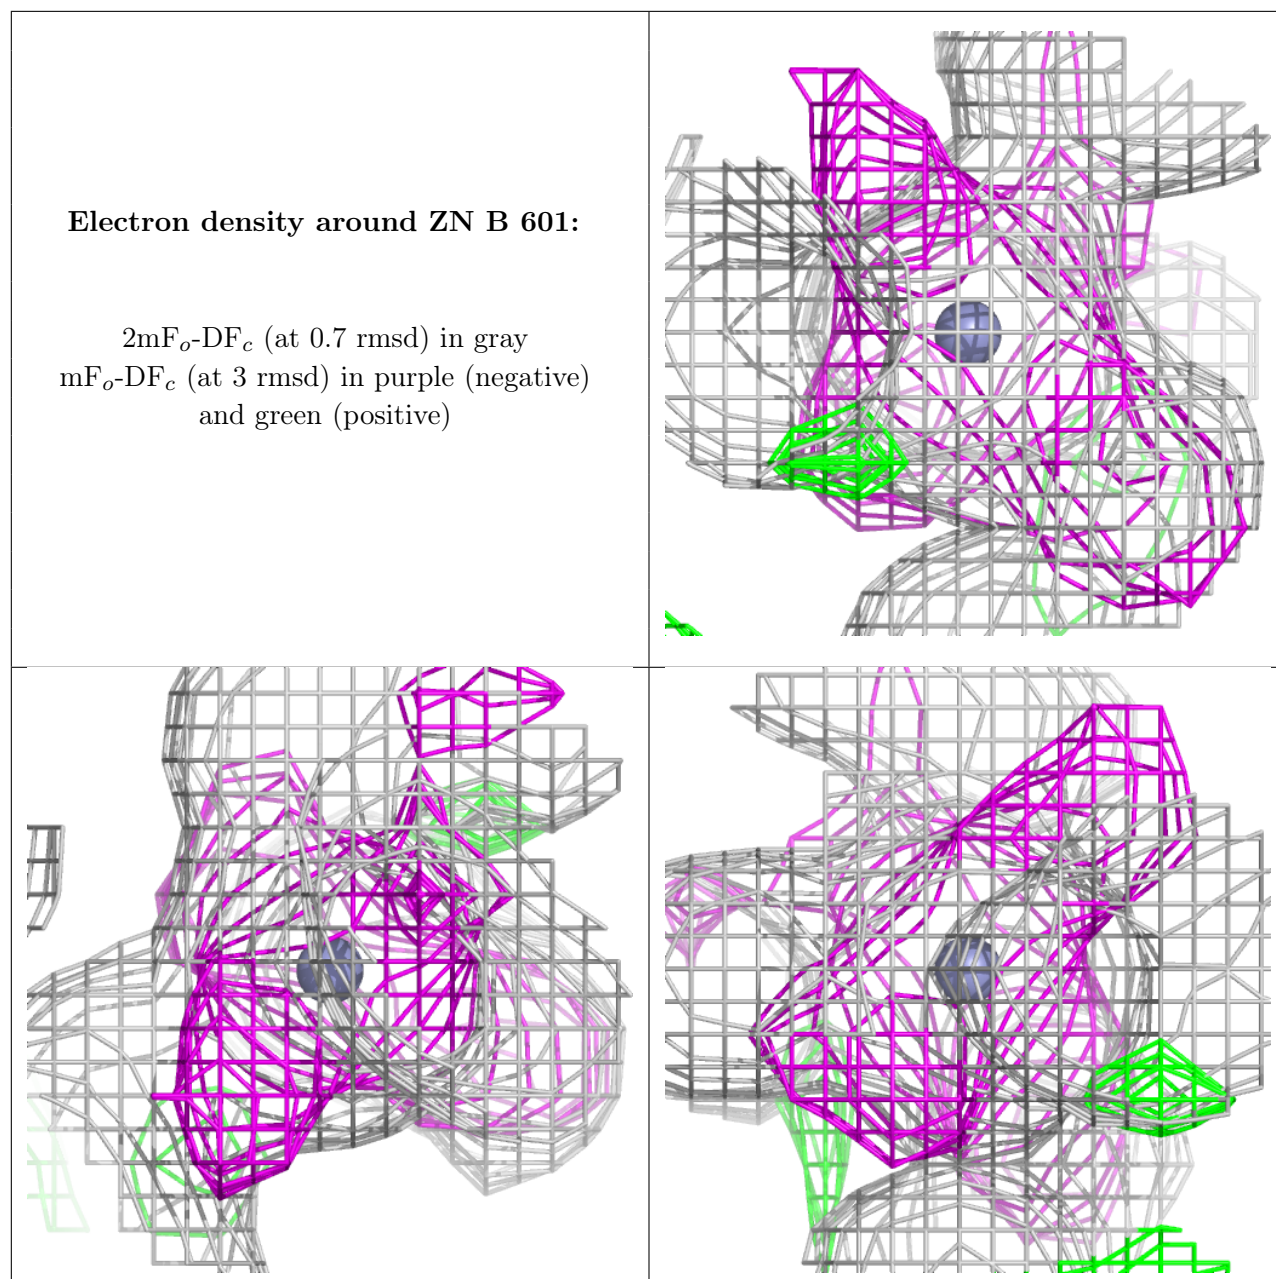 Electron density around ZN B 601:
2mFo-DFc (at 0.7 rmsd) in gray
mFo-DFc (at 3 rmsd) in purple (negative)
and green (positive)